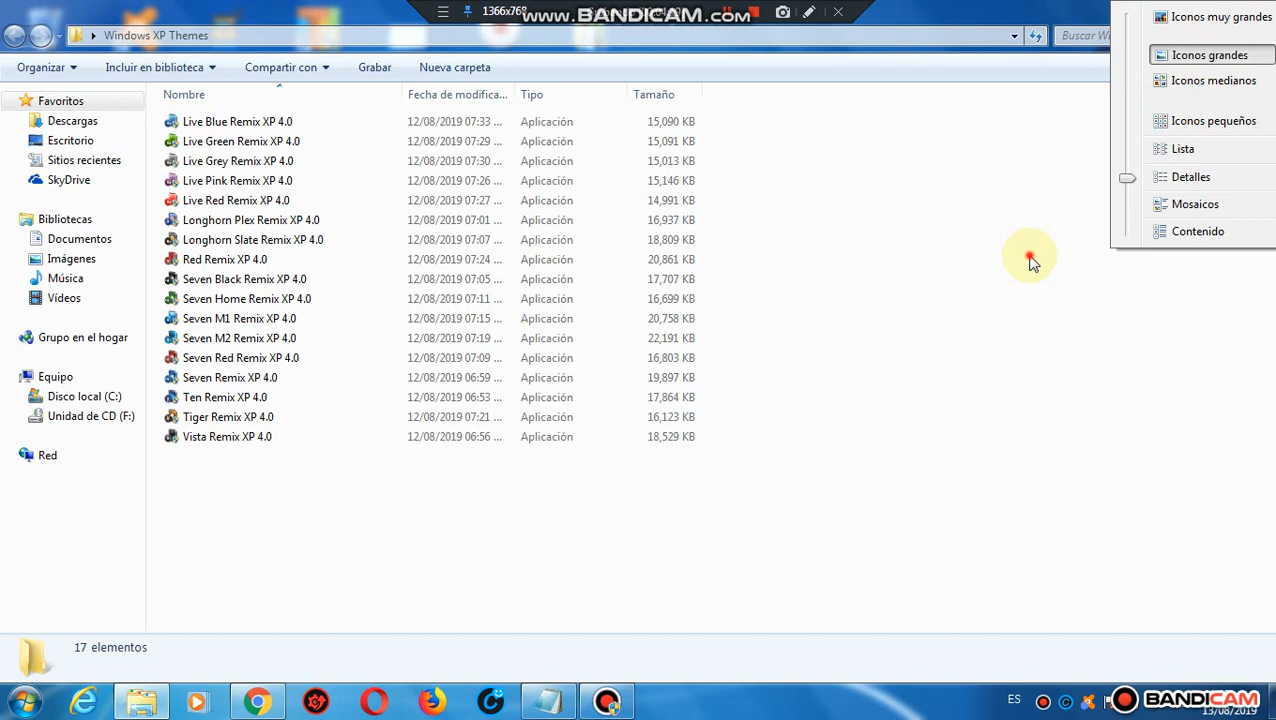 1366x768
www.BANDICAM.com
Windows XP Themes
Buscar Wi
Organizar
Incluir en biblioteca
Compartir con
Grabar
Nueva carpeta
Iconos muy grandes
Iconos grandes
Iconos medianos
Iconos pequeños
Lista
Detalles
Mosaicos
Contenido
Favoritos
Descargas
Escritorio
Sitios recientes
SkyDrive
Bibliotecas
Documentos
Imágenes
Música
Vídeos
Grupo en el hogar
Equipo
Disco local (C:)
Unidad de CD (F:)
Red
Nombre Fecha de modifica... Tipo Tamaño
Live Blue Remix XP 4.0 12/08/2019 07:33 ... Aplicación 15,090 KB
Live Green Remix XP 4.0 12/08/2019 07:29 ... Aplicación 15,091 KB
Live Grey Remix XP 4.0 12/08/2019 07:30 ... Aplicación 15,013 KB
Live Pink Remix XP 4.0 12/08/2019 07:26 ... Aplicación 15,146 KB
Live Red Remix XP 4.0 12/08/2019 07:27 ... Aplicación 14,991 KB
Longhorn Plex Remix XP 4.0 12/08/2019 07:01 ... Aplicación 16,937 KB
Longhorn Slate Remix XP 4.0 12/08/2019 07:07 ... Aplicación 18,809 KB
Red Remix XP 4.0 12/08/2019 07:24 ... Aplicación 20,861 KB
Seven Black Remix XP 4.0 12/08/2019 07:05 ... Aplicación 17,707 KB
Seven Home Remix XP 4.0 12/08/2019 07:11 ... Aplicación 16,699 KB
Seven M1 Remix XP 4.0 12/08/2019 07:15 ... Aplicación 20,758 KB
Seven M2 Remix XP 4.0 12/08/2019 07:19 ... Aplicación 22,191 KB
Seven Red Remix XP 4.0 12/08/2019 07:09 ... Aplicación 16,803 KB
Seven Remix XP 4.0 12/08/2019 06:59 ... Aplicación 19,897 KB
Ten Remix XP 4.0 12/08/2019 06:53 ... Aplicación 17,864 KB
Tiger Remix XP 4.0 12/08/2019 07:21 ... Aplicación 16,123 KB
Vista Remix XP 4.0 12/08/2019 06:56 ... Aplicación 18,529 KB
17 elementos
ES
BANDICAM
13/08/2019